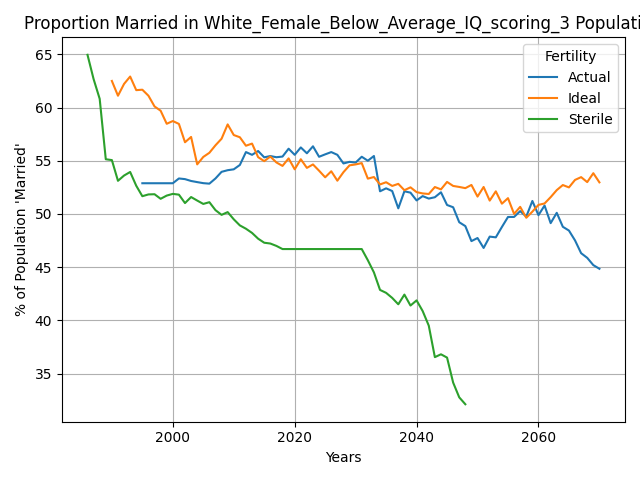 Proportion Married in White_Female_Below_Average_IQ_scoring_3 Populati
% of Population 'Married'
65
60
55
50
45
40
35
2000
2020
2040
2060
Years
Fertility
Actual
Ideal
Sterile